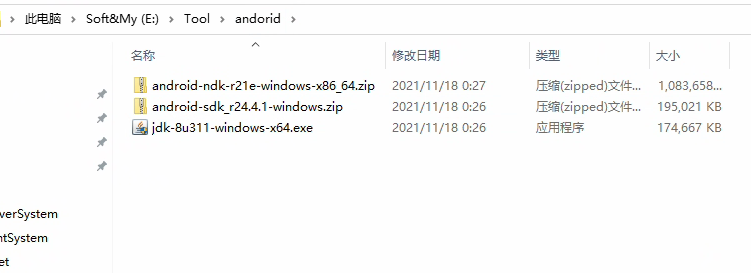 此电脑 > Soft&My (E:) > Tool > andorid >
名称 修改日期 类型 大小
android-ndk-r21e-windows-x86_64.zip 2021/11/18 0:27 压缩(zipped)文件... 1,083,658...
android-sdk_r24.4.1-windows.zip 2021/11/18 0:26 压缩(zipped)文件... 195,021 KB
jdk-8u311-windows-x64.exe 2021/11/18 0:26 应用程序 174,667 KB
verSystem
ntSystem
et